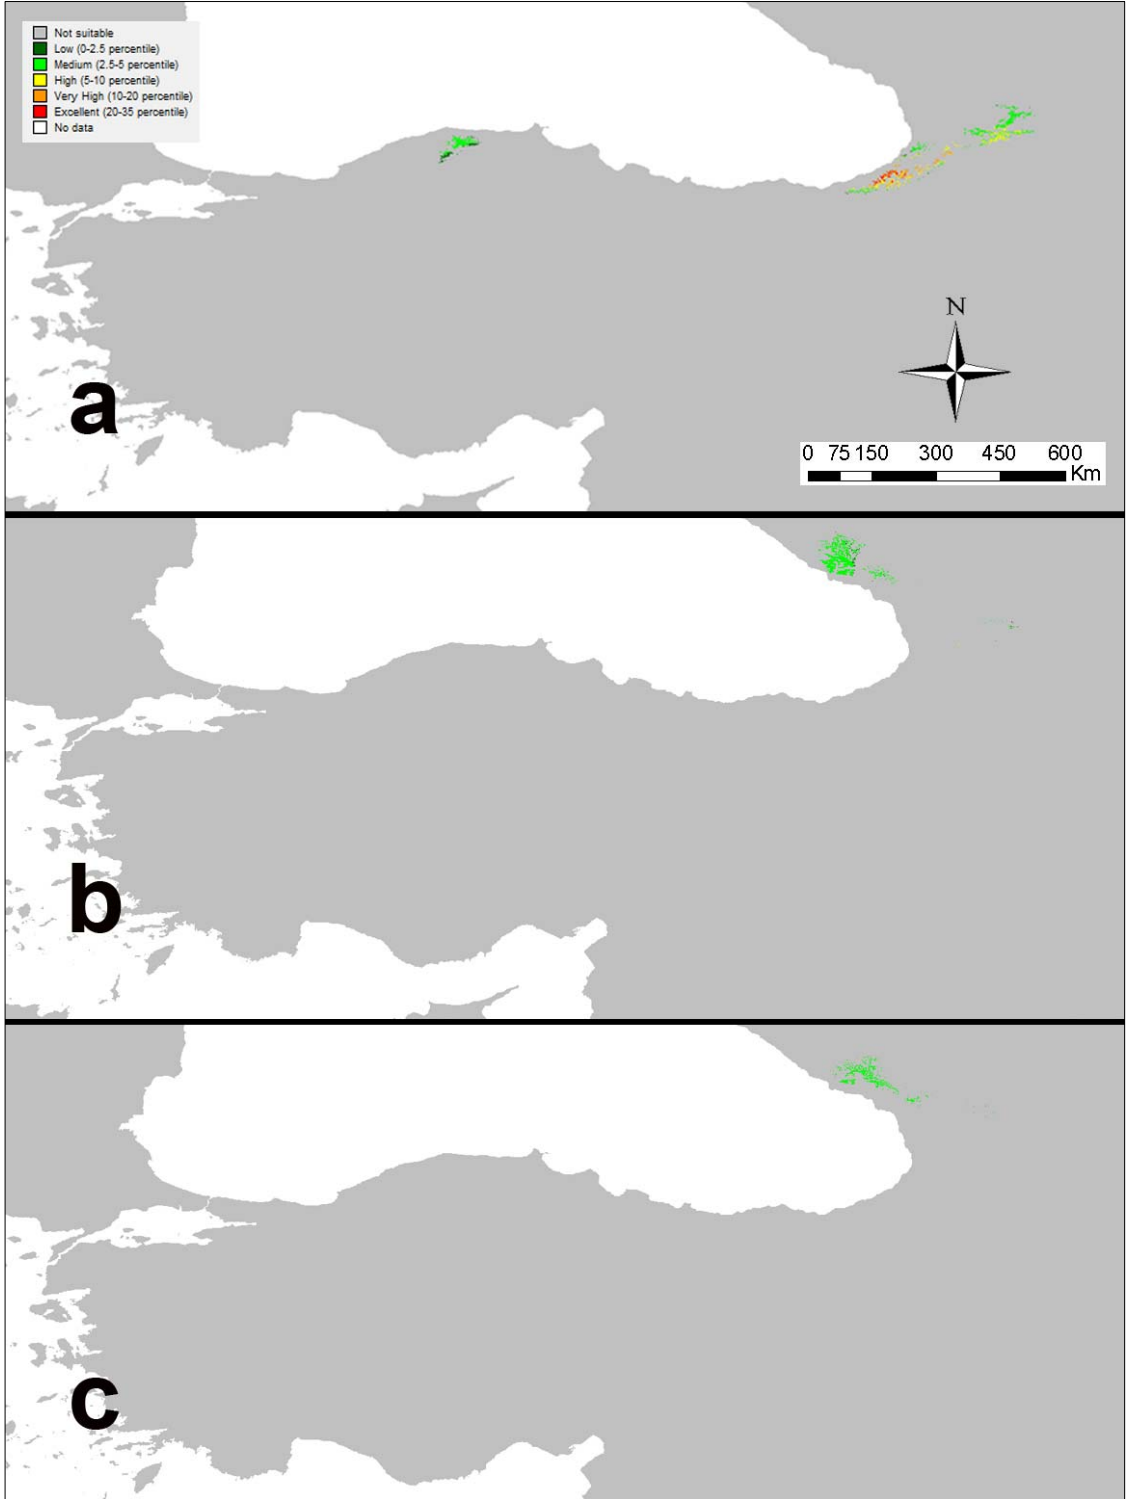 Not suitable
Low (0-2.5 percentile)
Medium (2.5-5 percentile)
High (5-10 percentile)
Very High (10-20 percentile)
Excellent (20-35 percentile)
No data
N
a
0 75 150 300 450 600
Km
b
c